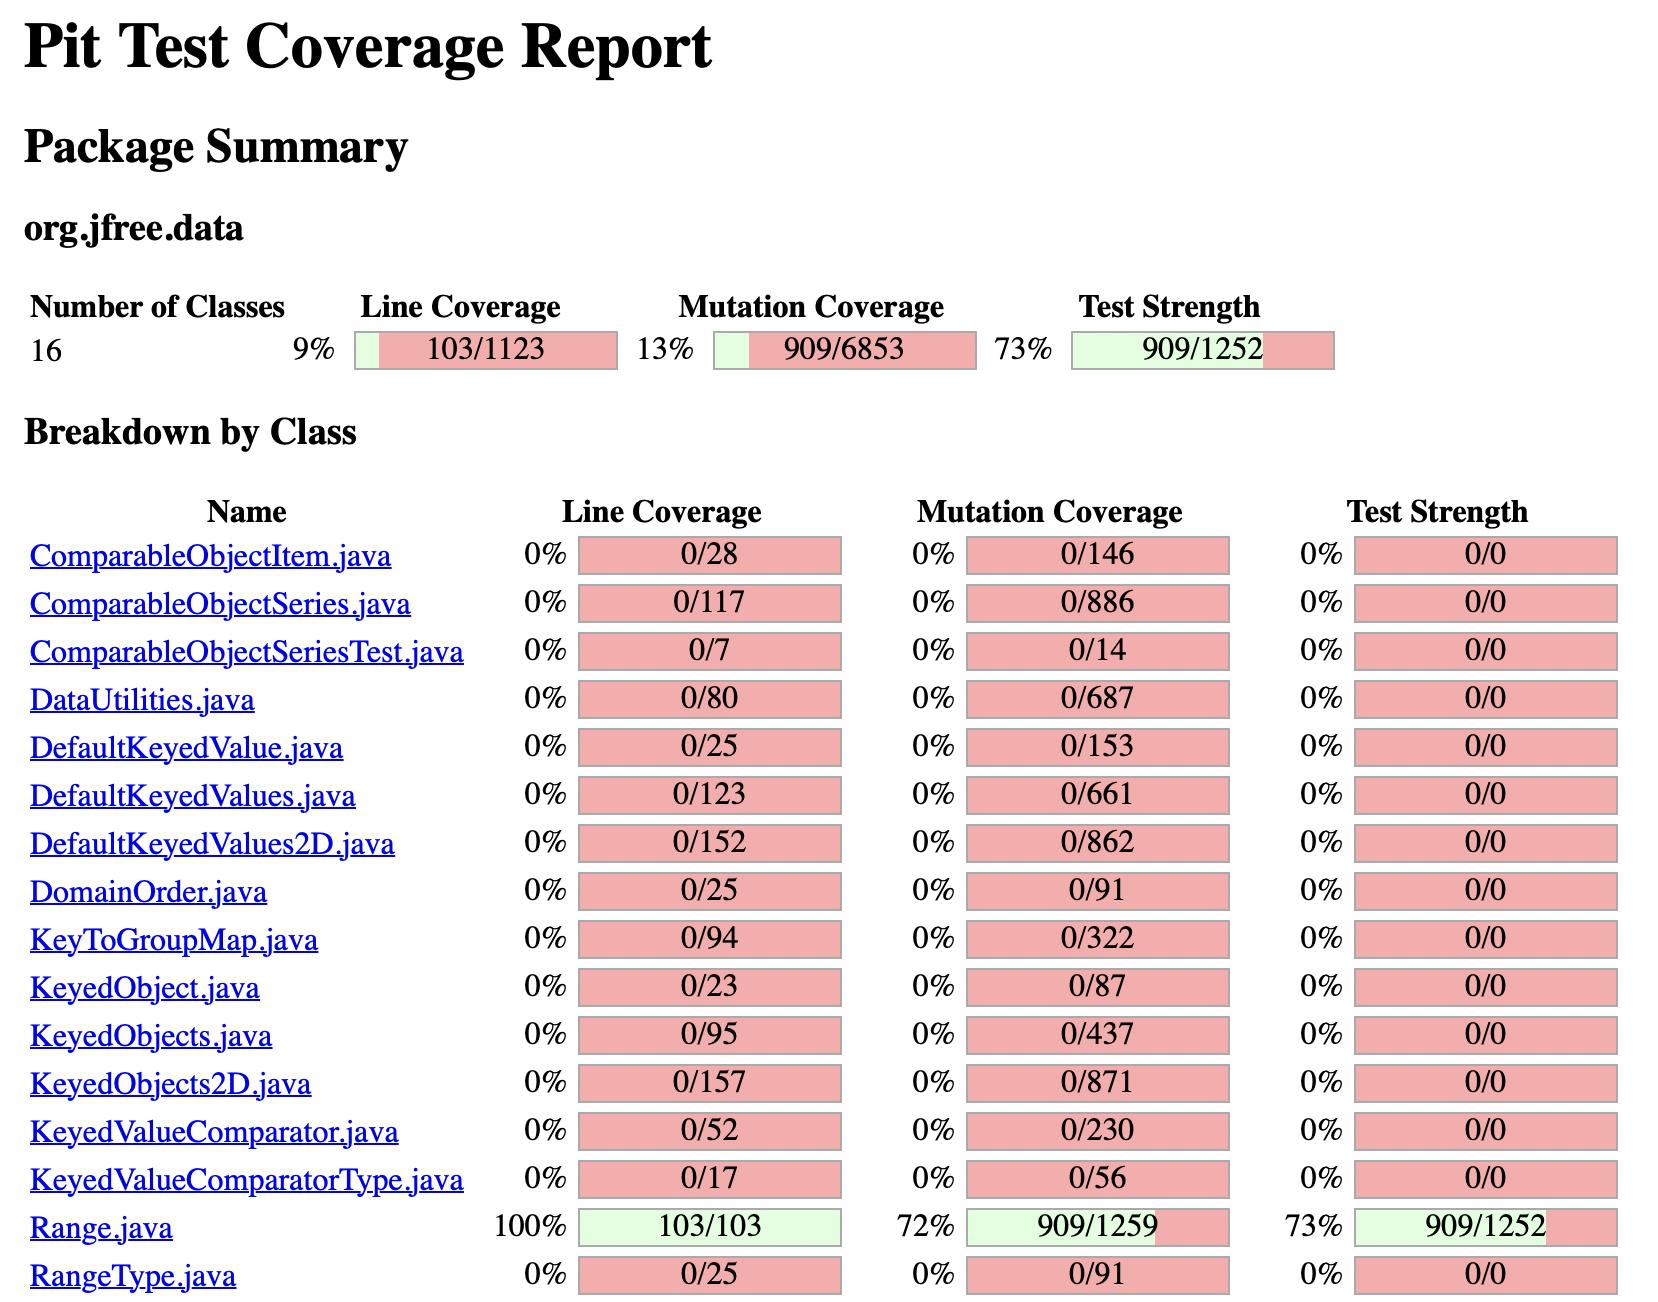 Pit Test Coverage Report
Package Summary
org.jfree.data
Number of Classes Line Coverage Mutation Coverage Test Strength
16 9% 103/1123 13% 909/6853 73% 909/1252
Breakdown by Class
Name Line Coverage Mutation Coverage Test Strength
ComparableObjectItem.java 0% 0/28 0% 0/146 0% 0/0
ComparableObjectSeries.java 0% 0/117 0% 0/886 0% 0/0
ComparableObjectSeriesTest.java 0% 0/7 0% 0/14 0% 0/0
DataUtilities.java 0% 0/80 0% 0/687 0% 0/0
DefaultKeyedValue.java 0% 0/25 0% 0/153 0% 0/0
DefaultKeyedValues.java 0% 0/123 0% 0/661 0% 0/0
DefaultKeyedValues2D.java 0% 0/152 0% 0/862 0% 0/0
DomainOrder.java 0% 0/25 0% 0/91 0% 0/0
KeyToGroupMap.java 0% 0/94 0% 0/322 0% 0/0
KeyedObject.java 0% 0/23 0% 0/87 0% 0/0
KeyedObjects.java 0% 0/95 0% 0/437 0% 0/0
KeyedObjects2D.java 0% 0/157 0% 0/871 0% 0/0
KeyedValueComparator.java 0% 0/52 0% 0/230 0% 0/0
KeyedValueComparatorType.java 0% 0/17 0% 0/56 0% 0/0
Range.java 100% 103/103 72% 909/1259 73% 909/1252
RangeType.java 0% 0/25 0% 0/91 0% 0/0